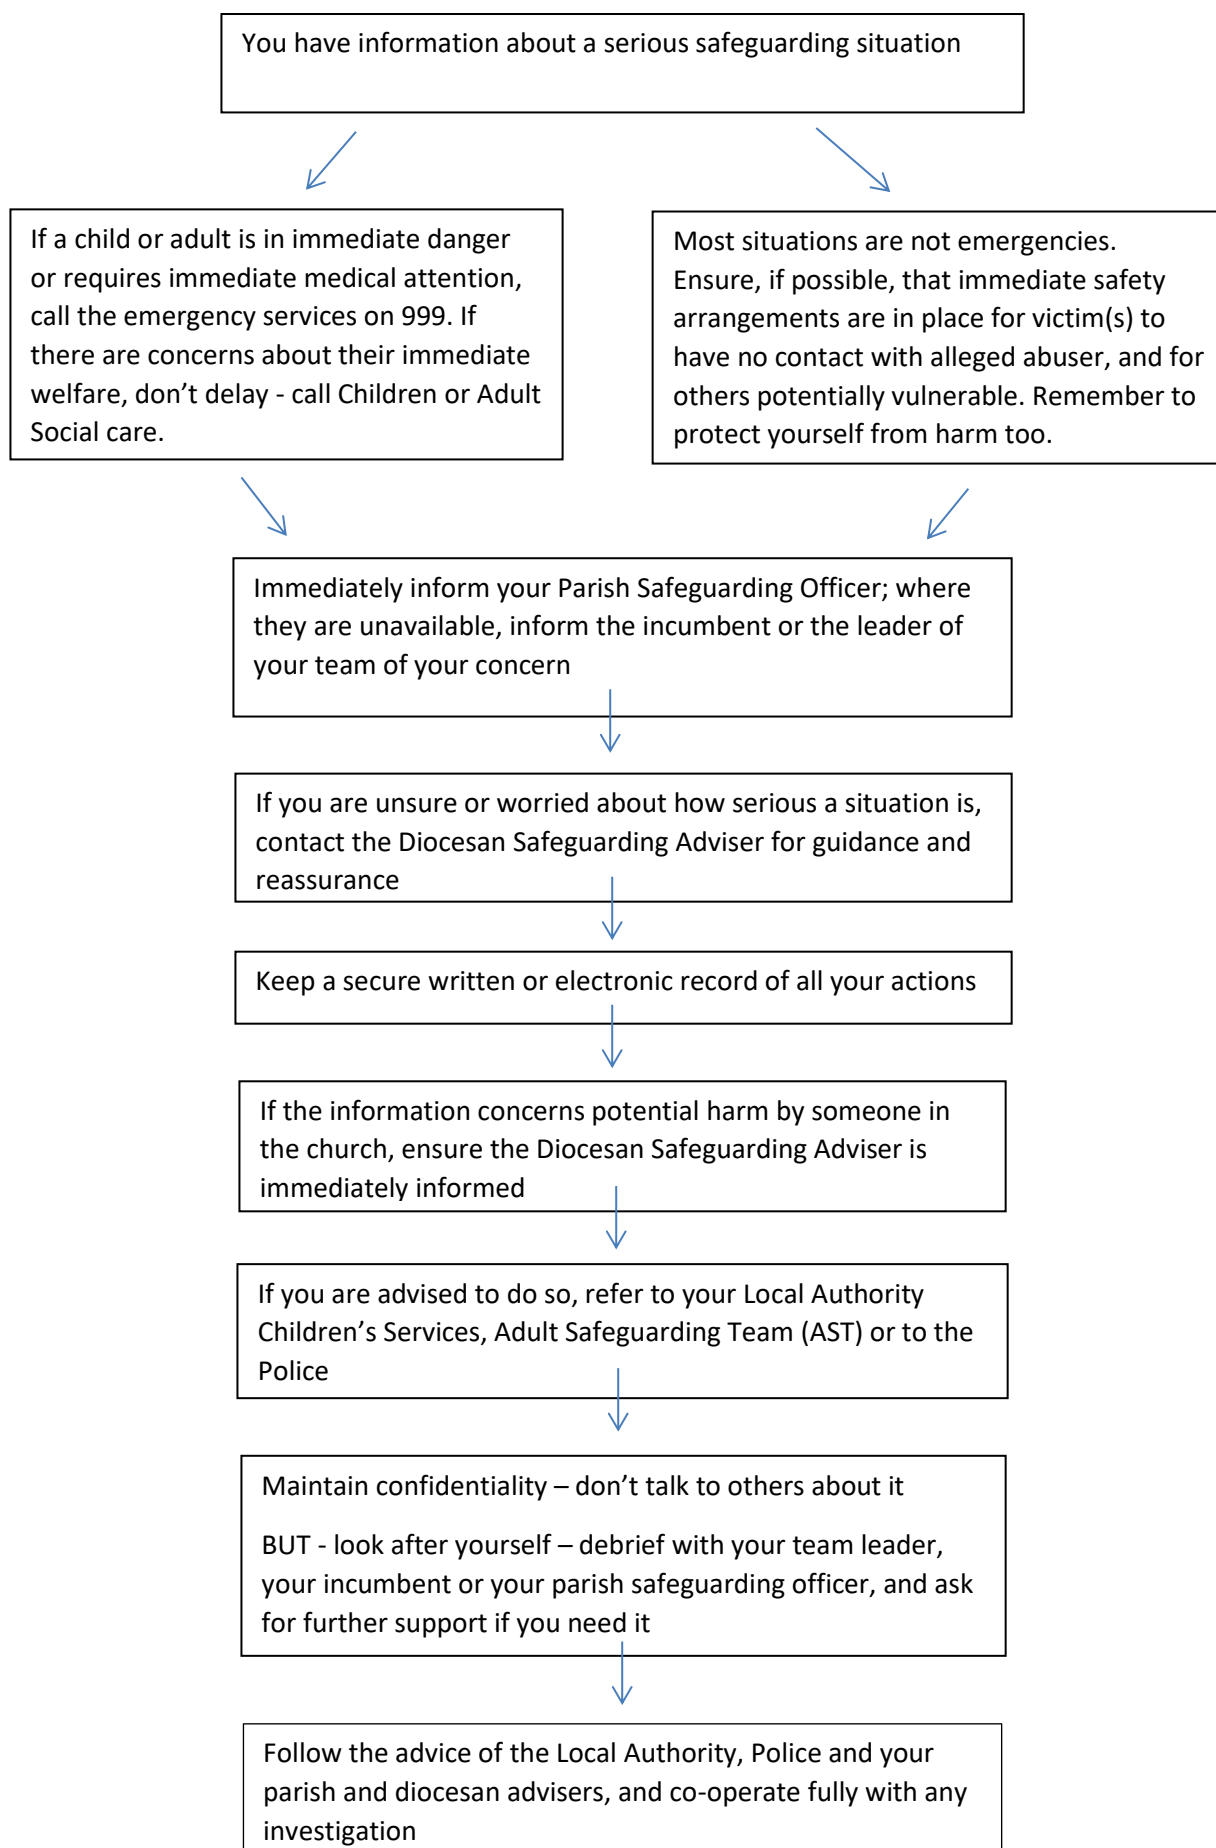 You have information about a serious safeguarding situation
If a child or adult is in immediate danger
or requires immediate medical attention,
call the emergency services on 999. If
there are concerns about their immediate
welfare, don’t delay - call Children or Adult
Social care.
Most situations are not emergencies.
Ensure, if possible, that immediate safety
arrangements are in place for victim(s) to
have no contact with alleged abuser, and for
others potentially vulnerable. Remember to
protect yourself from harm too.
Immediately inform your Parish Safeguarding Officer; where
they are unavailable, inform the incumbent or the leader of
your team of your concern
If you are unsure or worried about how serious a situation is,
contact the Diocesan Safeguarding Adviser for guidance and
reassurance
Keep a secure written or electronic record of all your actions
If the information concerns potential harm by someone in
the church, ensure the Diocesan Safeguarding Adviser is
immediately informed
If you are advised to do so, refer to your Local Authority
Children’s Services, Adult Safeguarding Team (AST) or to the
Police
Maintain confidentiality – don’t talk to others about it
BUT - look after yourself – debrief with your team leader,
your incumbent or your parish safeguarding officer, and ask
for further support if you need it
Follow the advice of the Local Authority, Police and your
parish and diocesan advisers, and co-operate fully with any
investigation